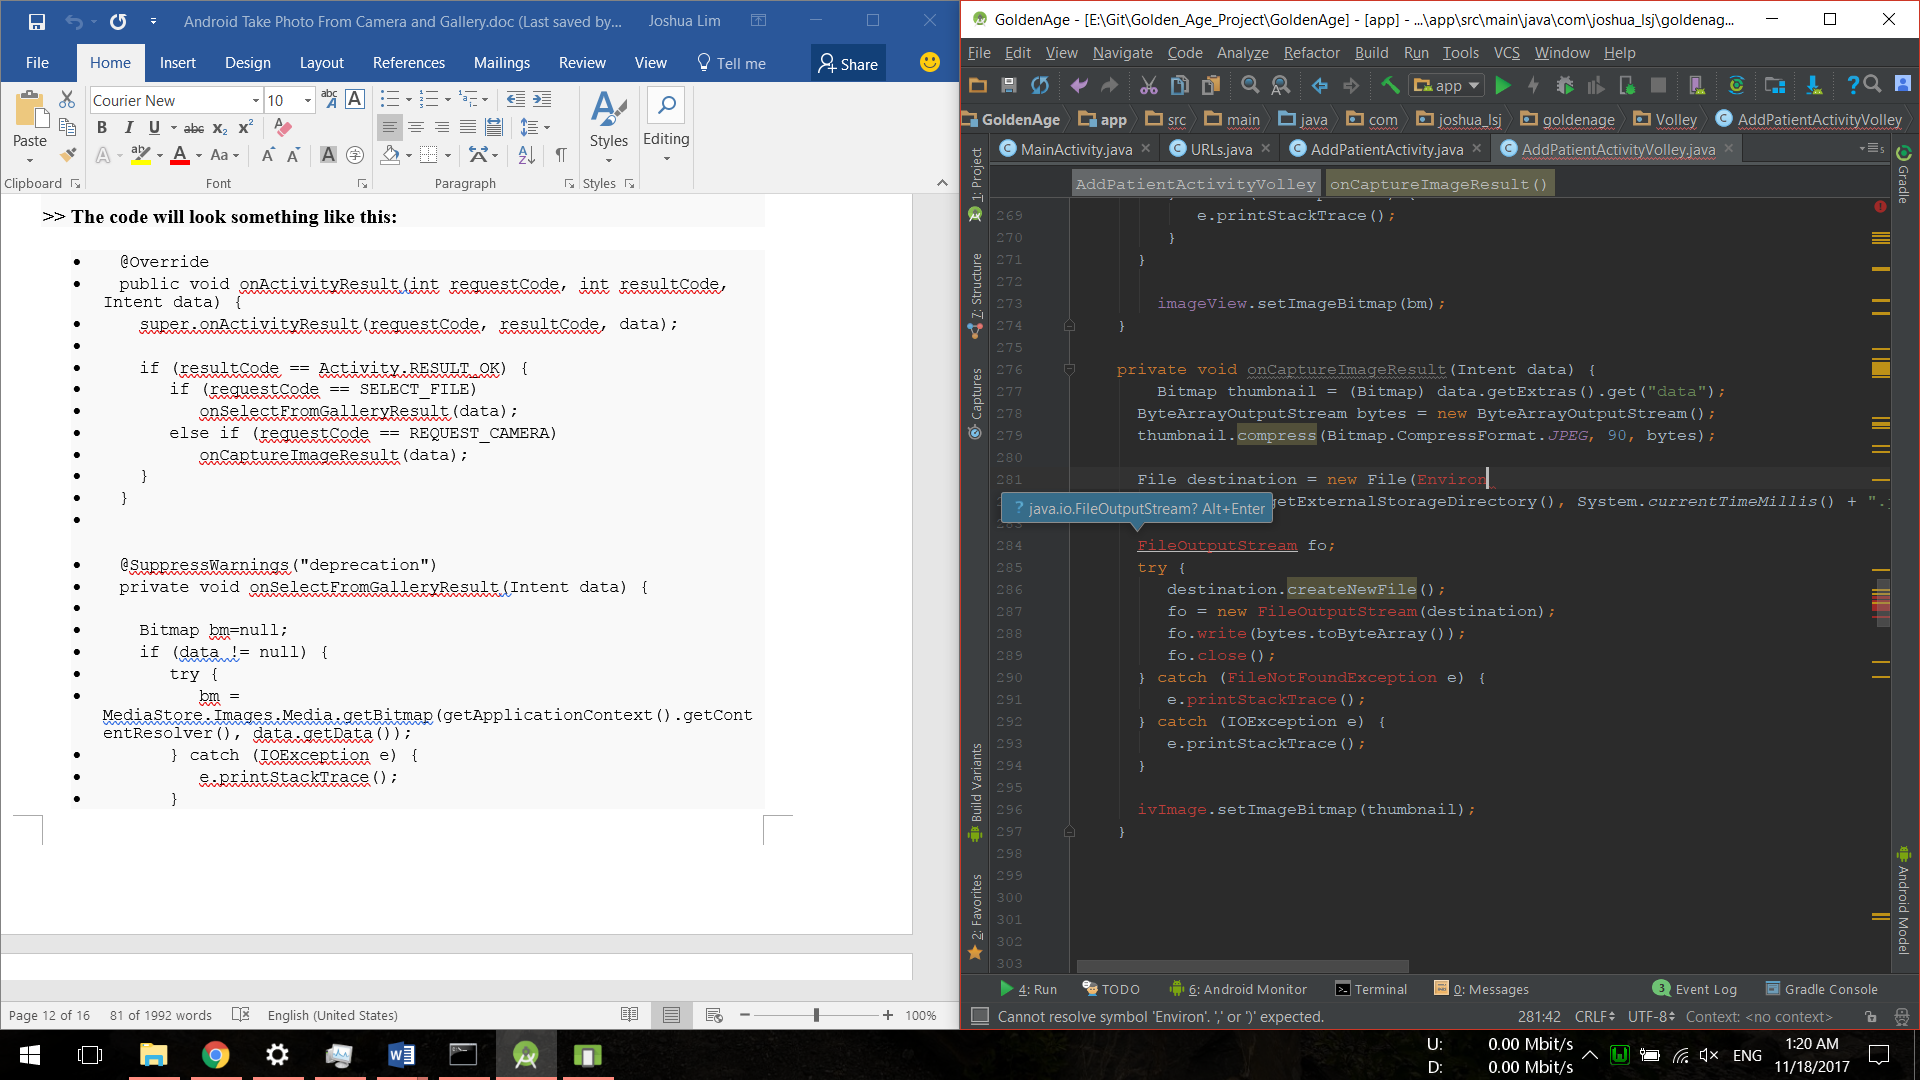 Android Take Photo From Camera and Gallery.doc (Last saved by...
Joshua Lim
File Home Insert Design Layout References Mailings Review View Tell me Share
Courier New 10
Paste
Styles
Editing
Clipboard Font Paragraph Styles
>> The code will look something like this:
@Override
public void onActivityResult(int requestCode, int resultCode,
Intent data) {
super.onActivityResult(requestCode, resultCode, data);
if (resultCode == Activity.RESULT_OK) {
if (requestCode == SELECT_FILE)
onSelectFromGalleryResult(data);
else if (requestCode == REQUEST_CAMERA)
onCaptureImageResult(data);
}
}
@SuppressWarnings("deprecation")
private void onSelectFromGalleryResult(Intent data) {
Bitmap bm=null;
if (data != null) {
try {
bm =
MediaStore.Images.Media.getBitmap(getApplicationContext().getCont
entResolver(), data.getData());
} catch (IOException e) {
e.printStackTrace();
}
Page 12 of 16 81 of 1992 words English (United States) 100%
GoldenAge - [E:\Git\Golden_Age_Project\GoldenAge] - [app] - ...\app\src\main\java\com\joshua_lsj\goldenag...
File Edit View Navigate Code Analyze Refactor Build Run Tools VCS Window Help
app
GoldenAge app src main java com joshua_lsj goldenage Volley AddPatientActivityVolley
MainActivity.java URLs.java AddPatientActivity.java AddPatientActivityVolley.java
AddPatientActivityVolley onCaptureImageResult()
1: Project
7: Structure
Captures
Build Variants
2: Favorites
269 e.printStackTrace();
270 }
271 }
272
273 imageView.setImageBitmap(bm);
274 }
275
276 private void onCaptureImageResult(Intent data) {
277 Bitmap thumbnail = (Bitmap) data.getExtras().get("data");
278 ByteArrayOutputStream bytes = new ByteArrayOutputStream();
279 thumbnail.compress(Bitmap.CompressFormat.JPEG, 90, bytes);
280
281 File destination = new File(Environ
getExternalStorageDirectory(), System.currentTimeMillis() + ".
? java.io.FileOutputStream? Alt+Enter
284 FileOutputStream fo;
285 try {
286 destination.createNewFile();
287 fo = new FileOutputStream(destination);
288 fo.write(bytes.toByteArray());
289 fo.close();
290 } catch (FileNotFoundException e) {
291 e.printStackTrace();
292 } catch (IOException e) {
293 e.printStackTrace();
294 }
295
296 ivImage.setImageBitmap(thumbnail);
297 }
298
299
300
301
302
303
Gradle
Android Model
4: Run TODO 6: Android Monitor Terminal 0: Messages 3 Event Log Gradle Console
Cannot resolve symbol 'Environ'. ',' or ')' expected. 281:42 CRLF UTF-8 Context: <no context>
U: 0.00 Mbit/s
D: 0.00 Mbit/s
ENG
1:20 AM
11/18/2017